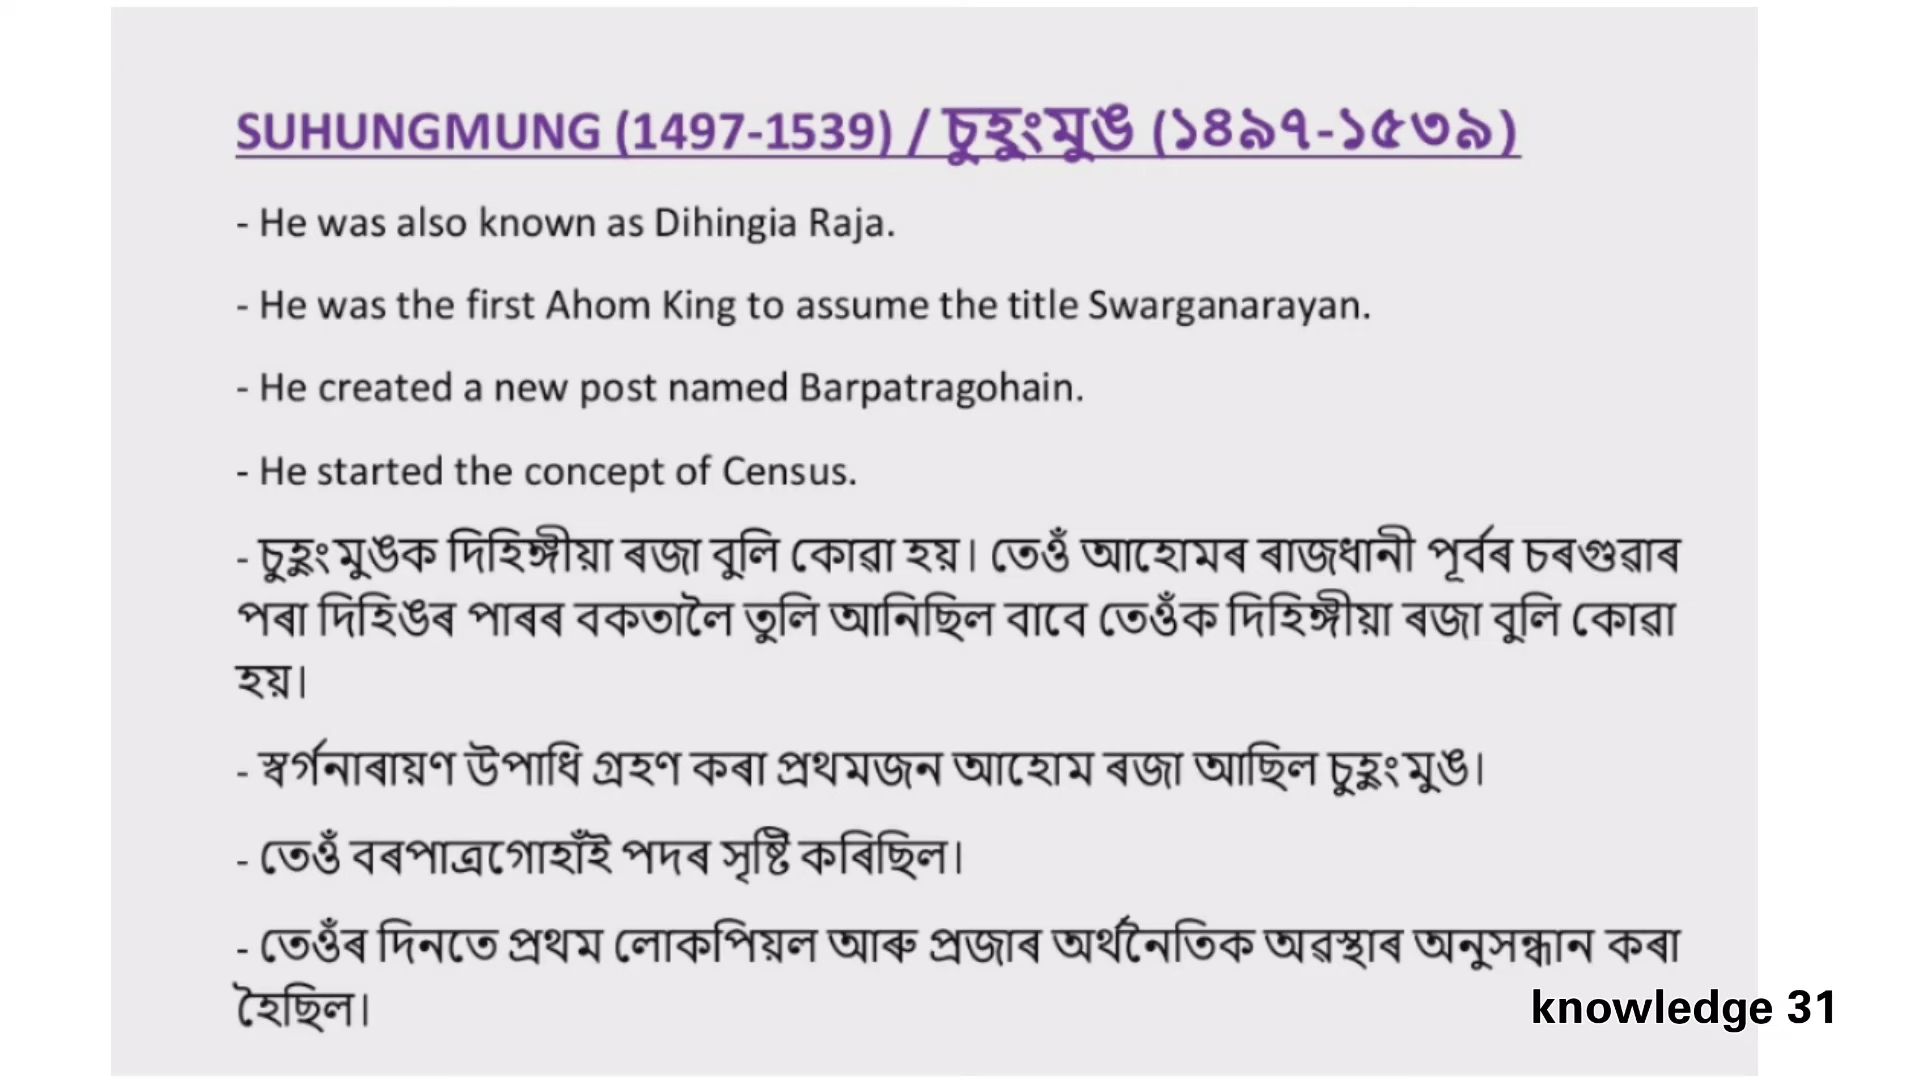 SUHUNGMUNG (1497-1539) / চুহুংমুঙ (১৪৯৭-১৫৩৯)
- He was also known as Dihingia Raja.
- He was the first Ahom King to assume the title Swarganarayan.
- He created a new post named Barpatragohain.
- He started the concept of Census.
- চুহুংমুঙক দিহিঙ্গীয়া ৰজা বুলি কোৱা হয়। তেওঁ আহোমৰ ৰাজধানী পূৰ্বৰ চৰগুৱাৰ
পৰা দিহিঙৰ পাৰৰ বকতালৈ তুলি আনিছিল বাবে তেওঁক দিহিঙ্গীয়া ৰজা বুলি কোৱা
হয়।
- স্বৰ্গনাৰায়ণ উপাধি গ্ৰহণ কৰা প্ৰথমজন আহোম ৰজা আছিল চুহুংমুঙ।
- তেওঁ বৰপাত্ৰগোহাঁই পদৰ সৃষ্টি কৰিছিল।
- তেওঁৰ দিনতে প্ৰথম লোকপিয়ল আৰু প্ৰজাৰ অৰ্থনৈতিক অৱস্থাৰ অনুসন্ধান কৰা
হৈছিল।
knowledge 31